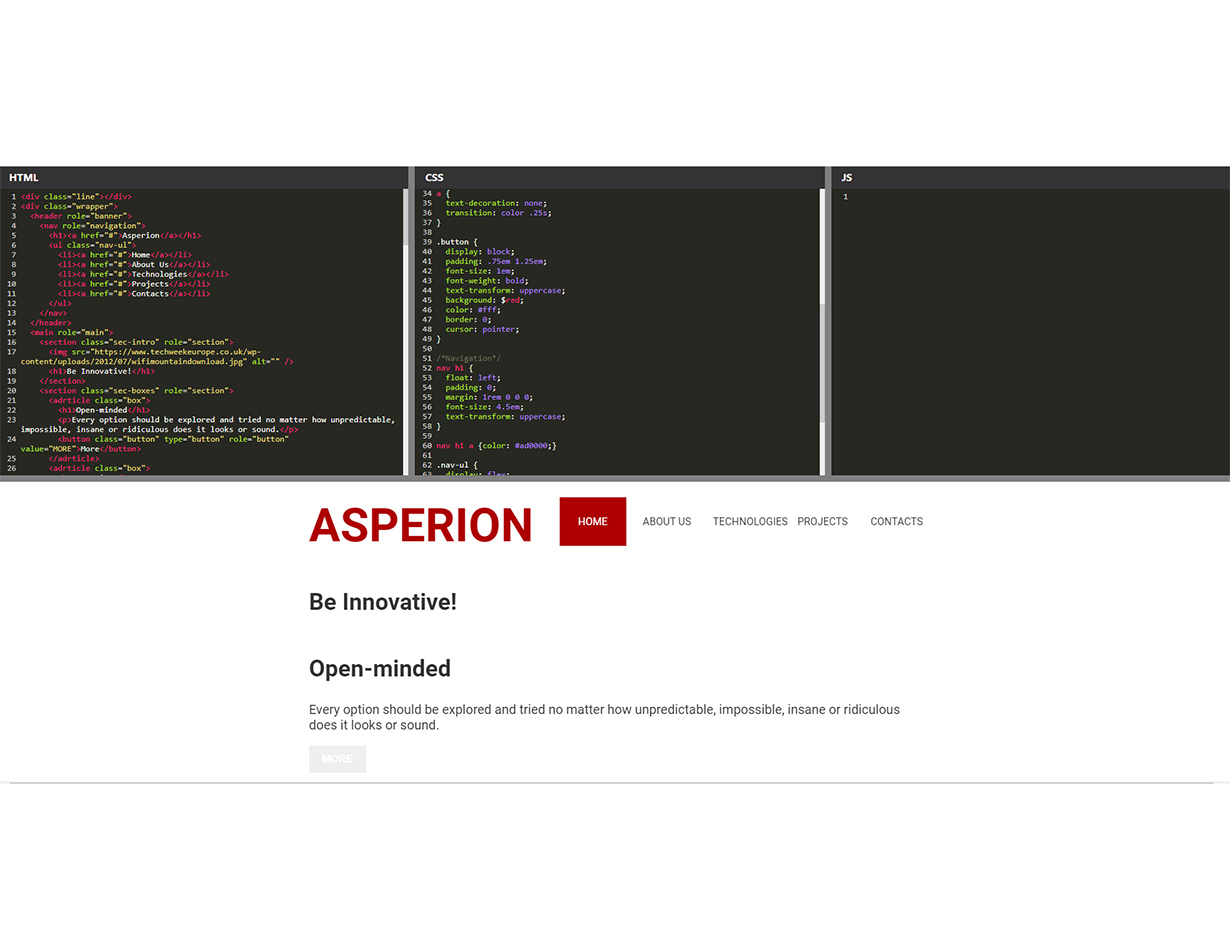 HTML
1 <div class="line"></div>
2 <div class="wrapper">
3 <header role="banner">
4 <nav role="navigation">
5 <h1><a href="#">Asperion</a></h1>
6 <ul class="nav-ul">
7 <li><a href="#">Home</a></li>
8 <li><a href="#">About Us</a></li>
9 <li><a href="#">Technologies</a></li>
10 <li><a href="#">Projects</a></li>
11 <li><a href="#">Contacts</a></li>
12 </ul>
13 </nav>
14 </header>
15 <main role="main">
16 <section class="sec-intro" role="section">
17 <img src="https://www.techweekeurope.co.uk/wp-
content/uploads/2012/07/wifimountaindownload.jpg" alt="" />
18 <h1>Be Innovative!</h1>
19 </section>
20 <section class="sec-boxes" role="section">
21 <adrticle class="box">
22 <h1>Open-minded</h1>
23 <p>Every option should be explored and tried no matter how unpredictable,
impossible, insane or ridiculous does it looks or sound.</p>
24 <button class="button" type="button" role="button"
value="MORE">More</button>
25 </adrticle>
26 <adrticle class="box">
CSS
34 a {
35 text-decoration: none;
36 transition: color .25s;
37 }
38
39 .button {
40 display: block;
41 padding: .75em 1.25em;
42 font-size: 1em;
43 font-weight: bold;
44 text-transform: uppercase;
45 background: $red;
46 color: #fff;
47 border: 0;
48 cursor: pointer;
49 }
50
51 /*Navigation*/
52 nav h1 {
53 float: left;
54 padding: 0;
55 margin: 1rem 0 0 0;
56 font-size: 4.5em;
57 text-transform: uppercase;
58 }
59
60 nav h1 a {color: #ad0000;}
61
62 .nav-ul {
63 display: flex;
JS
1
ASPERION HOME ABOUT US TECHNOLOGIES PROJECTS CONTACTS
Be Innovative!
Open-minded
Every option should be explored and tried no matter how unpredictable, impossible, insane or ridiculous
does it looks or sound.
MORE